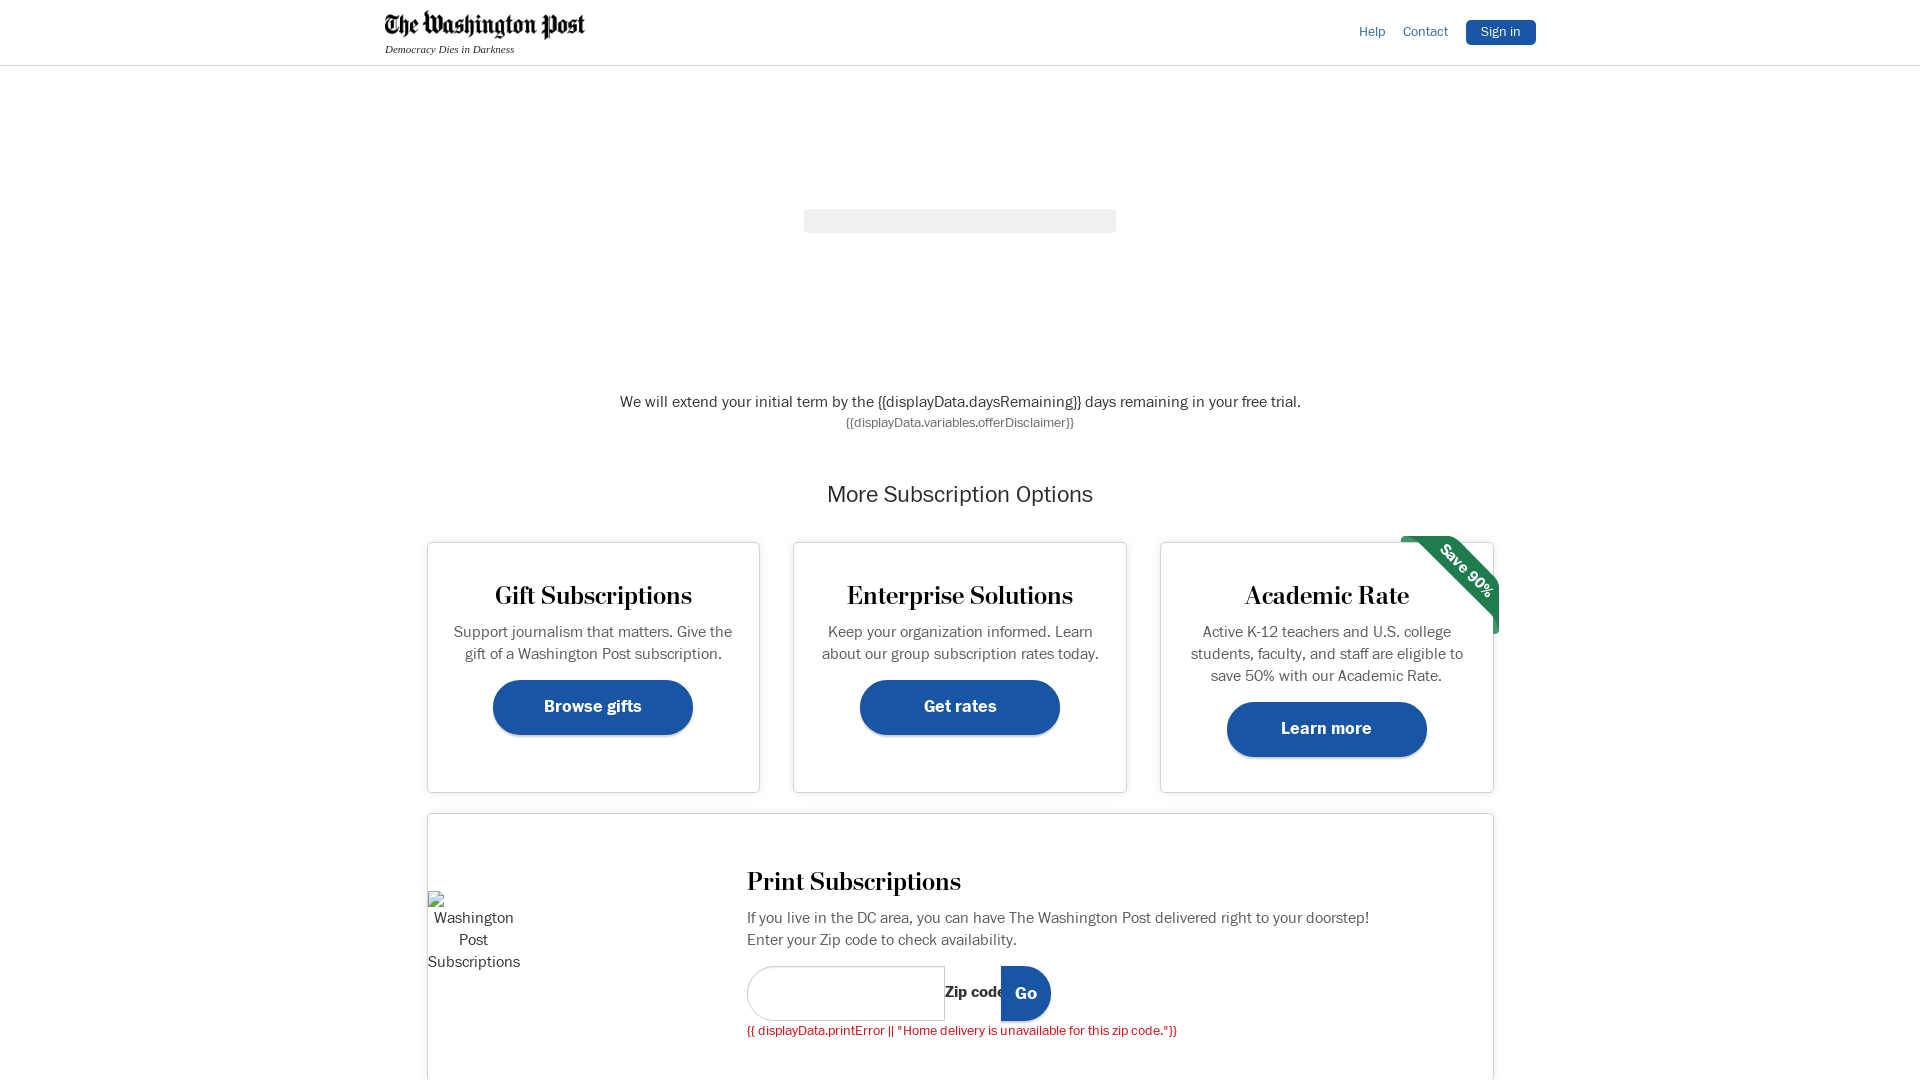 The Washington Post
Democracy Dies in Darkness
Help
Contact
Sign in
We will extend your initial term by the {{displayData.daysRemaining}} days remaining in your free trial.
{{displayData.variables.offerDisclaimer}}
More Subscription Options
Gift Subscriptions
Support journalism that matters. Give the
gift of a Washington Post subscription.
Browse gifts
Enterprise Solutions
Keep your organization informed. Learn
about our group subscription rates today.
Get rates
Save 90%
Academic Rate
Active K-12 teachers and U.S. college
students, faculty, and staff are eligible to
save 50% with our Academic Rate.
Learn more
Washington
Post
Subscriptions
Print Subscriptions
If you live in the DC area, you can have The Washington Post delivered right to your doorstep!
Enter your Zip code to check availability.
Zip code
Go
{{ displayData.printError || "Home delivery is unavailable for this zip code."}}